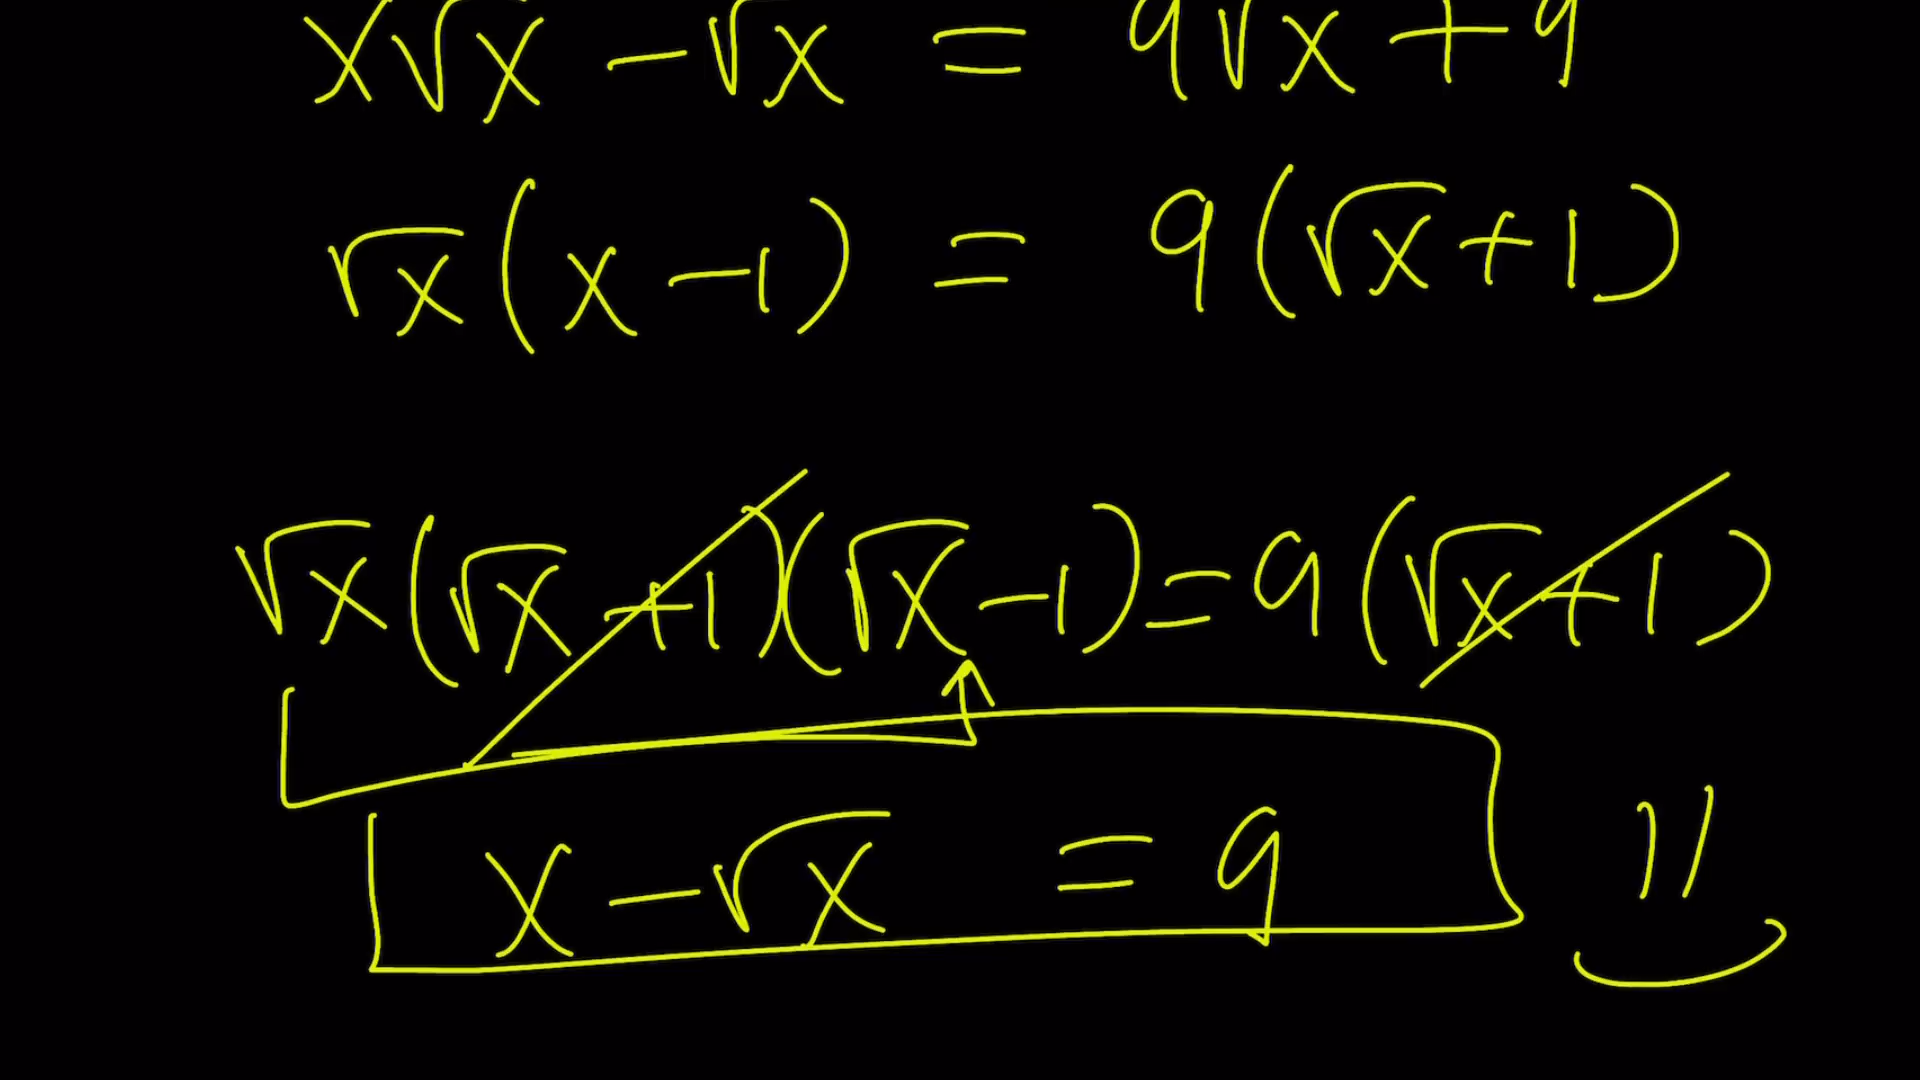 x√x − √x = 9√x + 9
√x(x − 1) = 9(√x + 1)
√x(√x + 1)(√x − 1) = 9(√x + 1)
x − √x = 9